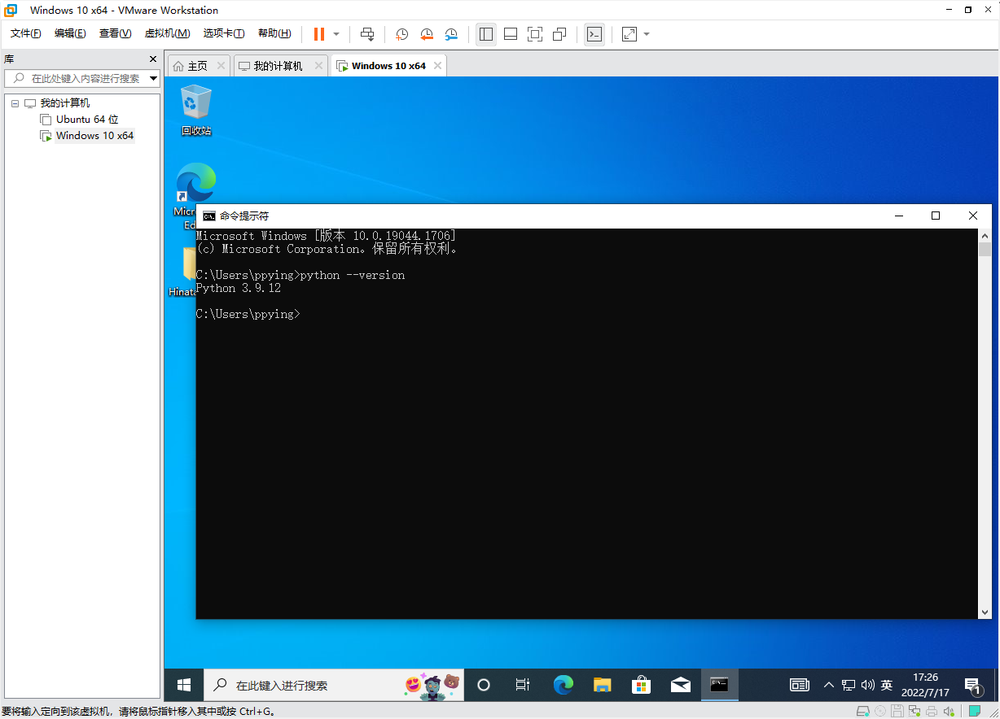 Windows 10 x64 - VMware Workstation
文件(F) 编辑(E) 查看(V) 虚拟机(M) 选项卡(T) 帮助(H)
库
在此处键入内容进行搜索
我的计算机
Ubuntu 64 位
Windows 10 x64
主页 我的计算机 Windows 10 x64
回收站
Micr
Ed
Hinata
命令提示符
Microsoft Windows [版本 10.0.19044.1706]
(c) Microsoft Corporation。保留所有权利。
C:\Users\ppying>python --version
Python 3.9.12
C:\Users\ppying>
在此键入进行搜索
英
17:26
2022/7/17
1
要将输入定向到该虚拟机，请将鼠标指针移入其中或按 Ctrl+G。